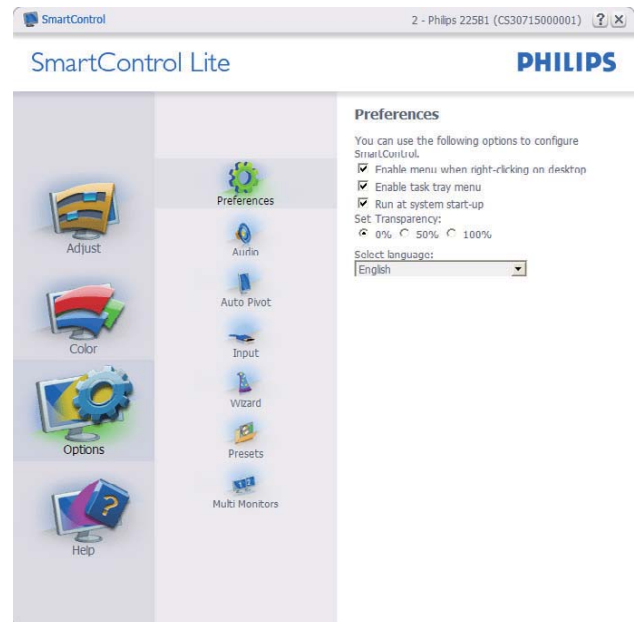 SmartControl
2 - Philips 225B1 (CS30715000001)
?
X
SmartControl Lite
PHILIPS
Adjust
Color
Options
?
Help
Preferences
Audio
Auto Pivot
Input
Wizard
Presets
1 2
Multi Monitors
Preferences
You can use the following options to configure
SmartControl.
Enable menu when right-clicking on desktop
Enable task tray menu
Run at system start-up
Set Transparency:
0% 50% 100%
Select language:
English